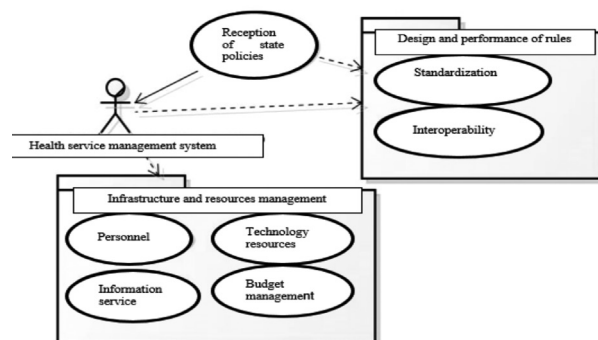 Reception
of state
policies
Design and performance of rules
Standardization
Interoperability
Health service management system
Infrastructure and resources management
Personnel
Technology
resources
Information
service
Budget
management